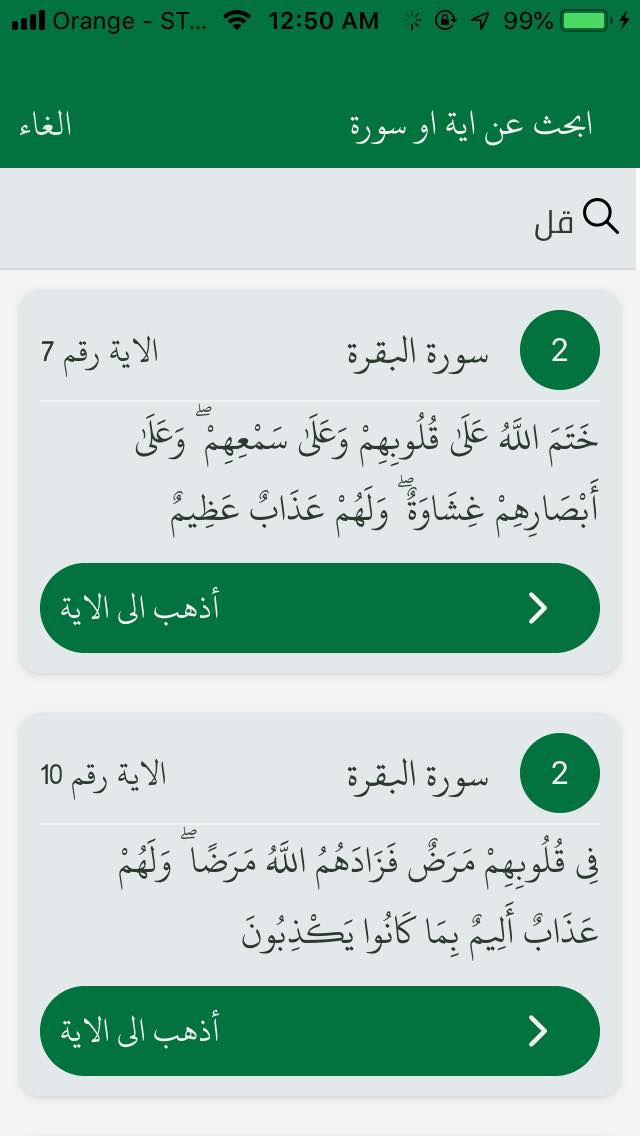 Orange - ST... 12:50 AM 99%
ابحث عن اية او سورة الغاء
قل
2 سورة البقرة الاية رقم 7
خَتَمَ اللَّهُ عَلَىٰ قُلُوبِهِمْ وَعَلَىٰ سَمْعِهِمْ ۖ وَعَلَىٰ
أَبْصَارِهِمْ غِشَاوَةٌ ۖ وَلَهُمْ عَذَابٌ عَظِيمٌ
أذهب الى الاية
2 سورة البقرة الاية رقم 10
فِي قُلُوبِهِمْ مَرَضٌ فَزَادَهُمُ اللَّهُ مَرَضًا ۖ وَلَهُمْ
عَذَابٌ أَلِيمٌ بِمَا كَانُوا يَكْذِبُونَ
أذهب الى الاية